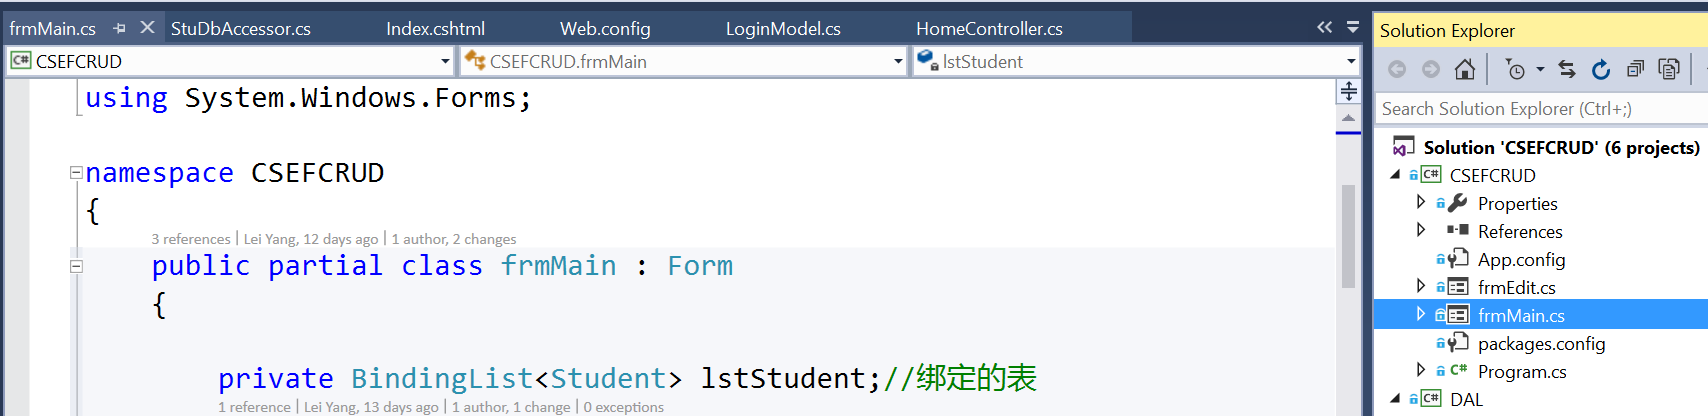 frmMain.cs StuDbAccessor.cs Index.cshtml Web.config LoginModel.cs HomeController.cs
C# CSEFCRUD CSEFCRUD.frmMain lstStudent
using System.Windows.Forms;
namespace CSEFCRUD
{
3 references | Lei Yang, 12 days ago | 1 author, 2 changes
public partial class frmMain : Form
{
private BindingList<Student> lstStudent;//绑定的表
1 reference | Lei Yang, 13 days ago | 1 author, 1 change | 0 exceptions
Solution Explorer
Search Solution Explorer (Ctrl+;)
Solution 'CSEFCRUD' (6 projects)
C# CSEFCRUD
Properties
References
App.config
frmEdit.cs
frmMain.cs
packages.config
C# Program.cs
C# DAL